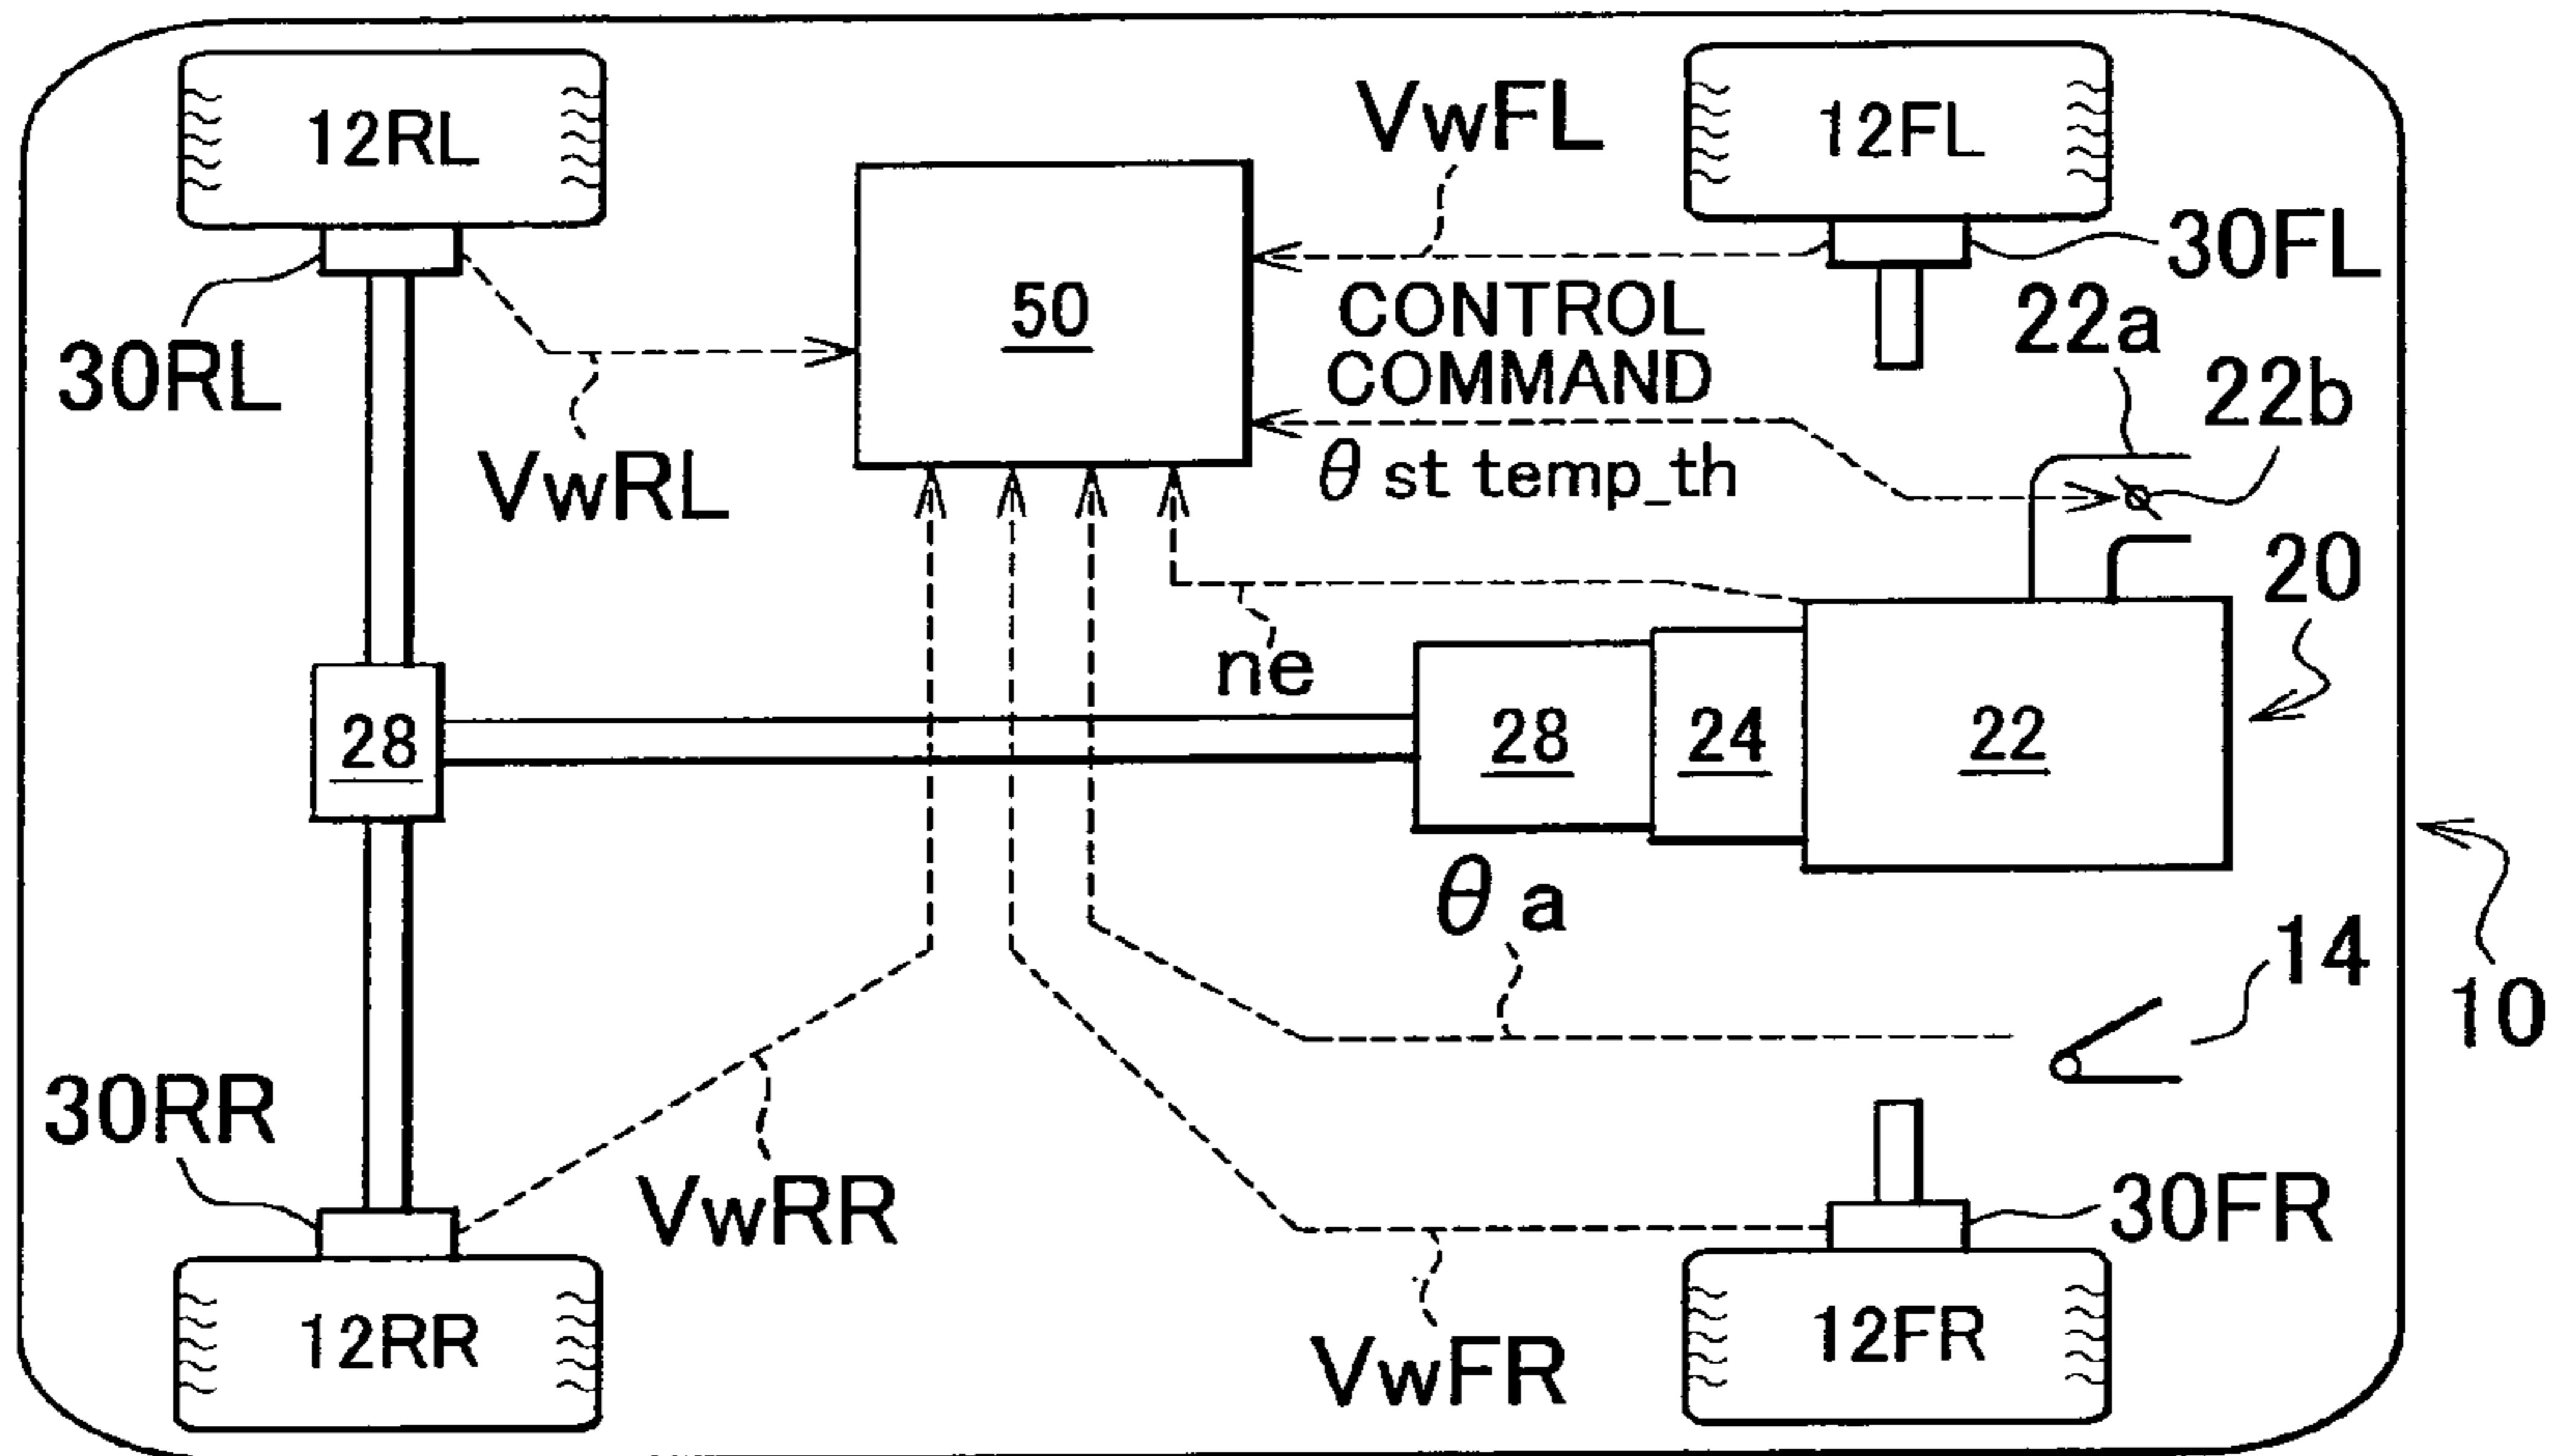 12RL
12FL
VwFL
30FL
50
CONTROL
COMMAND
22a
22b
30RL
θ st temp_th
VwRL
20
ne
28
28
24
22
θ a
14
10
30RR
VwRR
30FR
12RR
12FR
VwFR